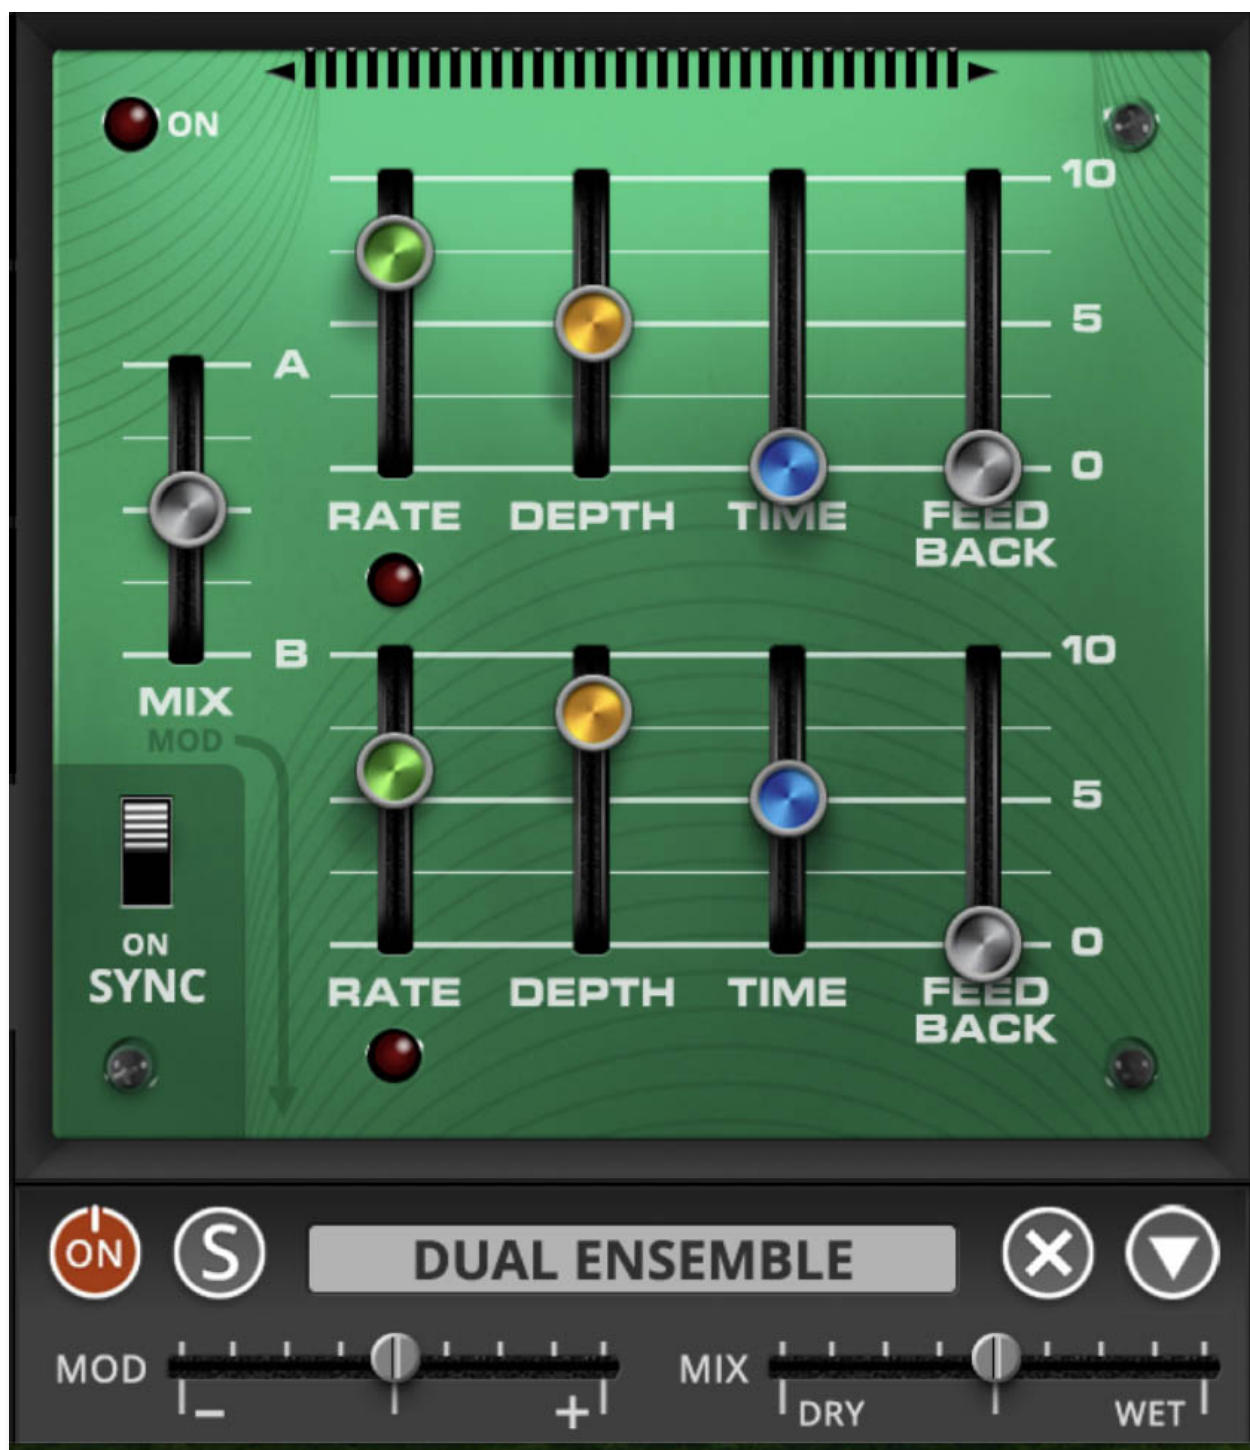 ON
10
5
A
0
RATE DEPTH TIME FEED
BACK
B
10
MIX
MOD
5
ON
SYNC
0
RATE DEPTH TIME FEED
BACK
ON S DUAL ENSEMBLE
MOD - + MIX DRY WET